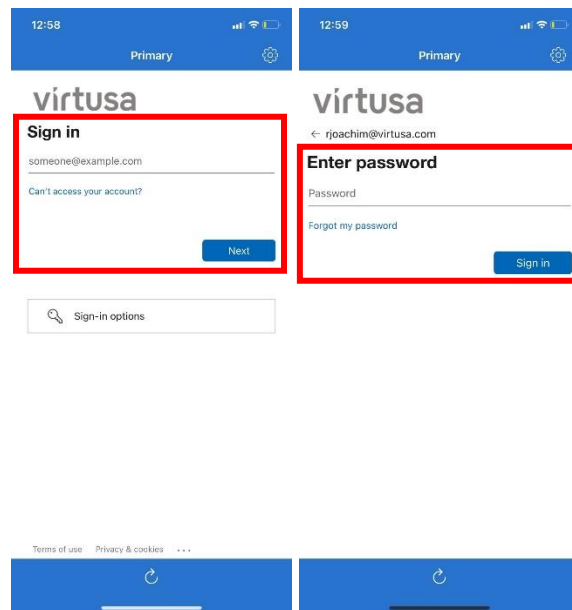 12:58
Primary
virtusa
Sign in
someone@example.com
Can't access your account?
Next
Sign-in options
Terms of use Privacy & cookies ...
12:59
Primary
virtusa
← rjoachim@virtusa.com
Enter password
Password
Forgot my password
Sign in